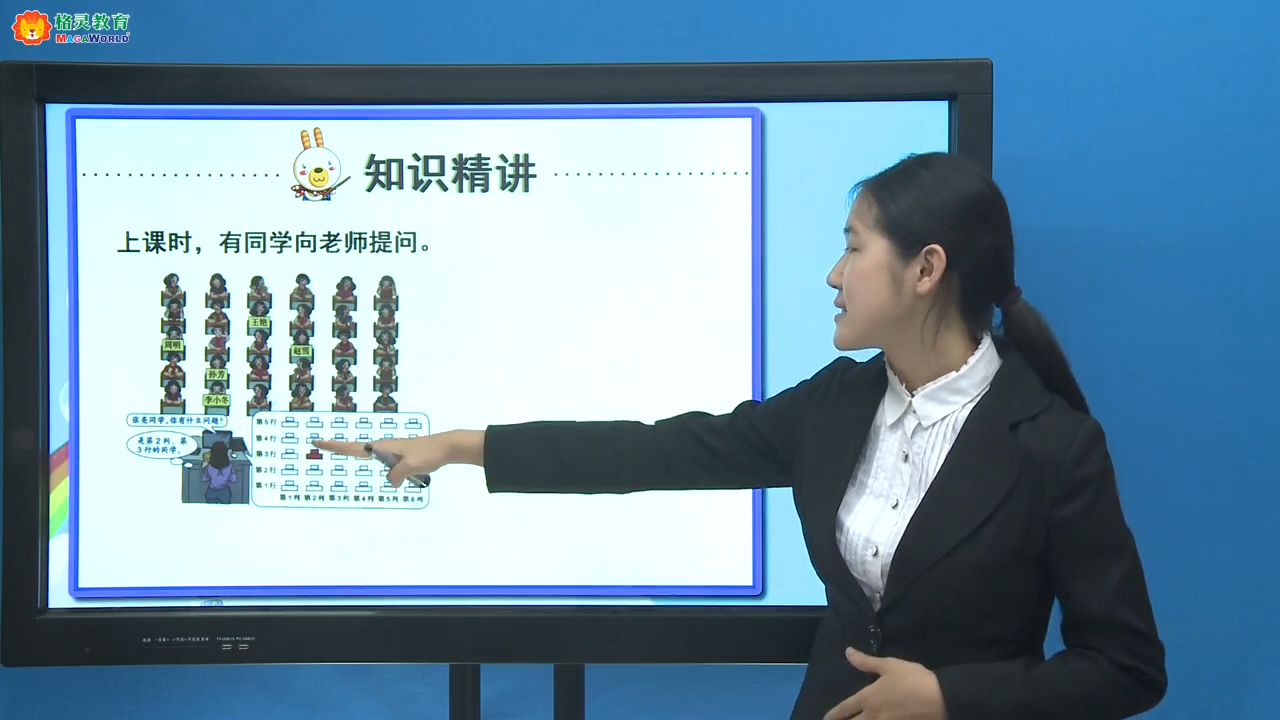 格灵教育
MAGAWORLD
知识精讲
上课时，有同学向老师提问。
王艳
周明
赵雪
孙芳
李小冬
张亮同学,你有什么问题?
是第2列、第
3行的同学。
第5行
第4行
第3行
第2行
第1行
第1列 第2列 第3列 第4列 第5列 第6列